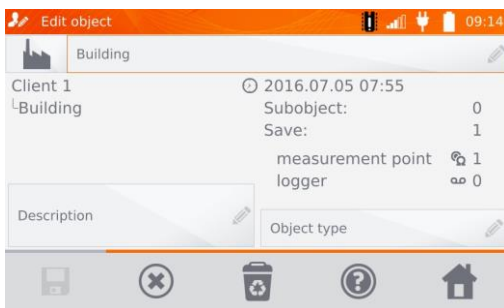 Edit object 09:14
Building
Client 1
└Building
2016.07.05 07:55
Subobject: 0
Save: 1
measurement point 1
logger 0
Description
Object type